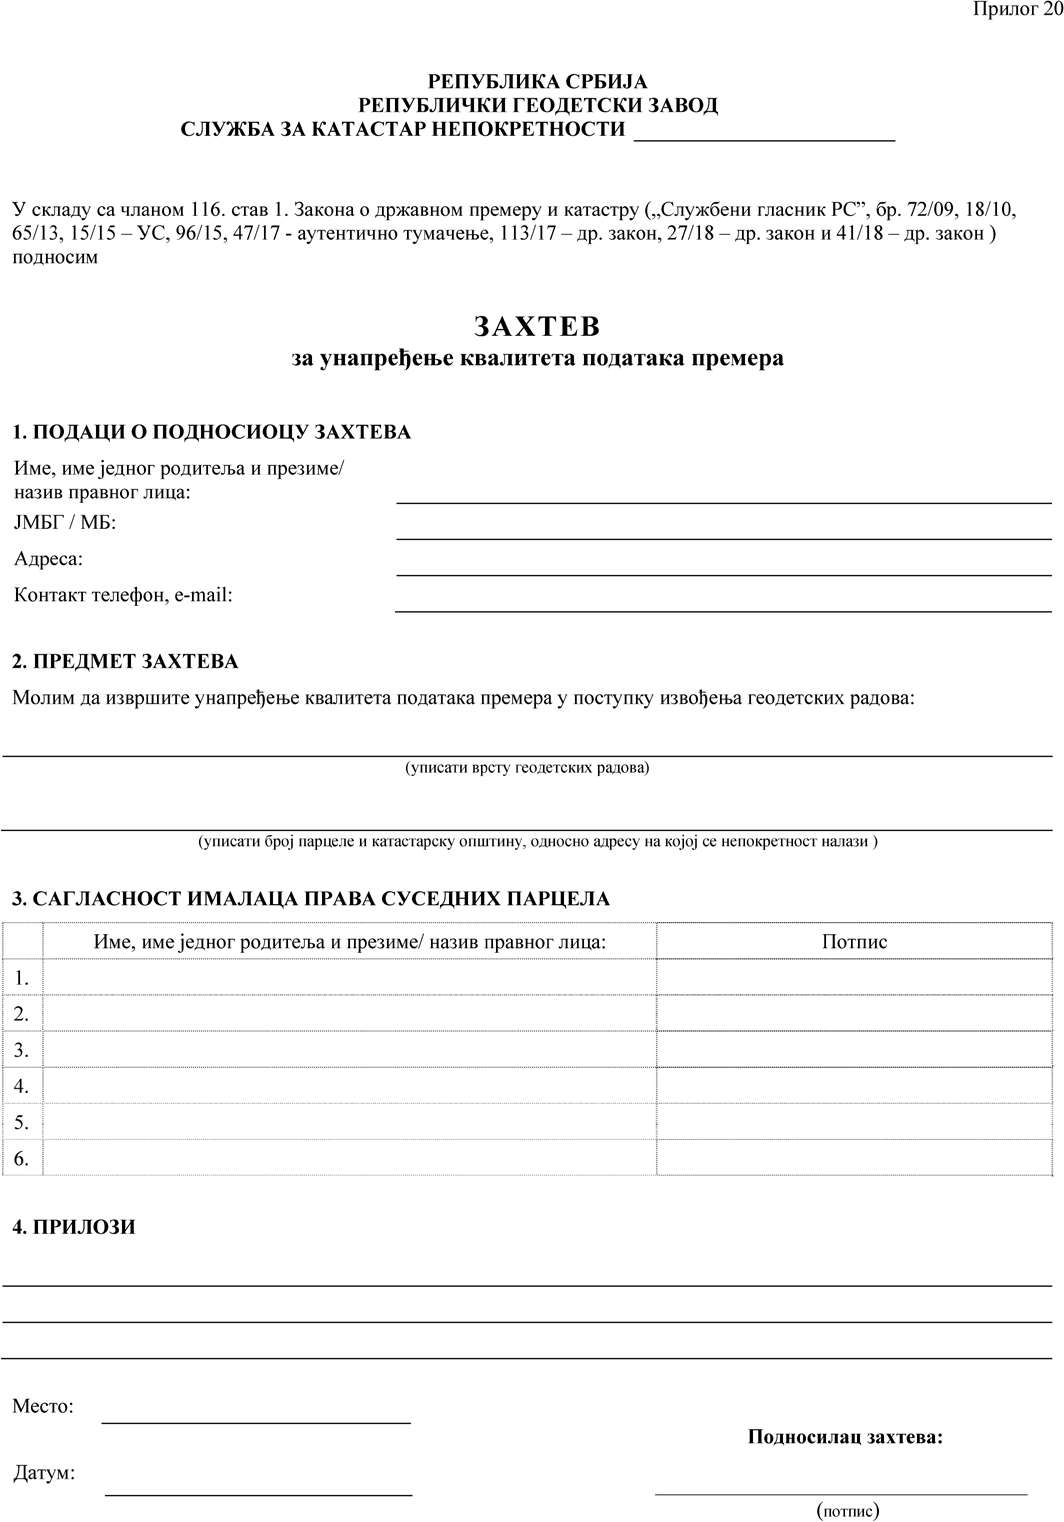 Прилог 20
РЕПУБЛИКА СРБИЈА
РЕПУБЛИЧКИ ГЕОДЕТСКИ ЗАВОД
СЛУЖБА ЗА КАТАСТАР НЕПОКРЕТНОСТИ
У складу са чланом 116. став 1. Закона о државном премеру и катастру („Службени гласник РС”, бр. 72/09, 18/10,
65/13, 15/15 – УС, 96/15, 47/17 - аутентично тумачење, 113/17 – др. закон, 27/18 – др. закон и 41/18 – др. закон )
подносим
ЗАХТЕВ
за унапређење квалитета података премера
1. ПОДАЦИ О ПОДНОСИОЦУ ЗАХТЕВА
Име, име једног родитеља и презиме/
назив правног лица:
ЈМБГ / МБ:
Адреса:
Контакт телефон, e-mail:
2. ПРЕДМЕТ ЗАХТЕВА
Молим да извршите унапређење квалитета података премера у поступку извођења геодетских радова:
(уписати врсту геодетских радова)
(уписати број парцеле и катастарску општину, односно адресу на којој се непокретност налази )
3. САГЛАСНОСТ ИМАЛАЦА ПРАВА СУСЕДНИХ ПАРЦЕЛА
Име, име једног родитеља и презиме/ назив правног лица: Потпис
1.
2.
3.
4.
5.
6.
4. ПРИЛОЗИ
Место:
Подносилац захтева:
Датум:
(потпис)